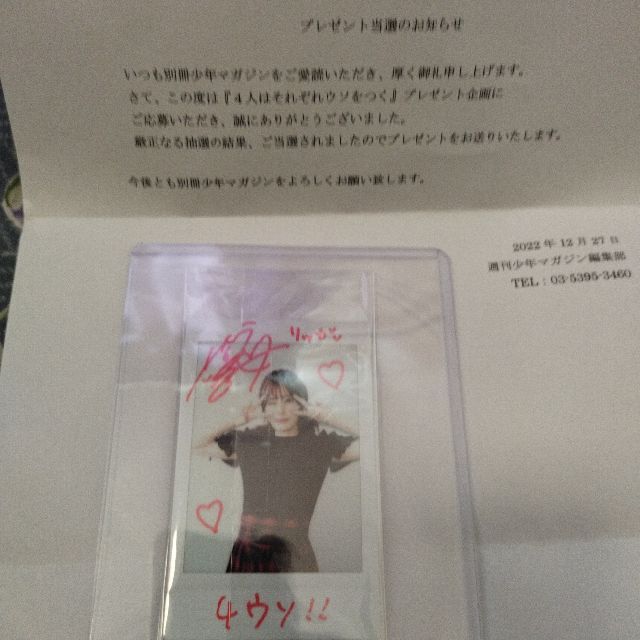 プレゼント当選のお知らせ
いつも別冊少年マガジンをご愛読いただき、厚く御礼申し上げます。
さて、この度は『４人はそれぞれウソをつく』プレゼント企画に
ご応募いただき、誠にありがとうございました。
厳正なる抽選の結果、ご当選されましたのでプレゼントをお送りいたします。
今後とも別冊少年マガジンをよろしくお願い致します。
2022 年 12 月 27 日
週刊少年マガジン編集部
TEL：03-5395-3460
4ウソ!?